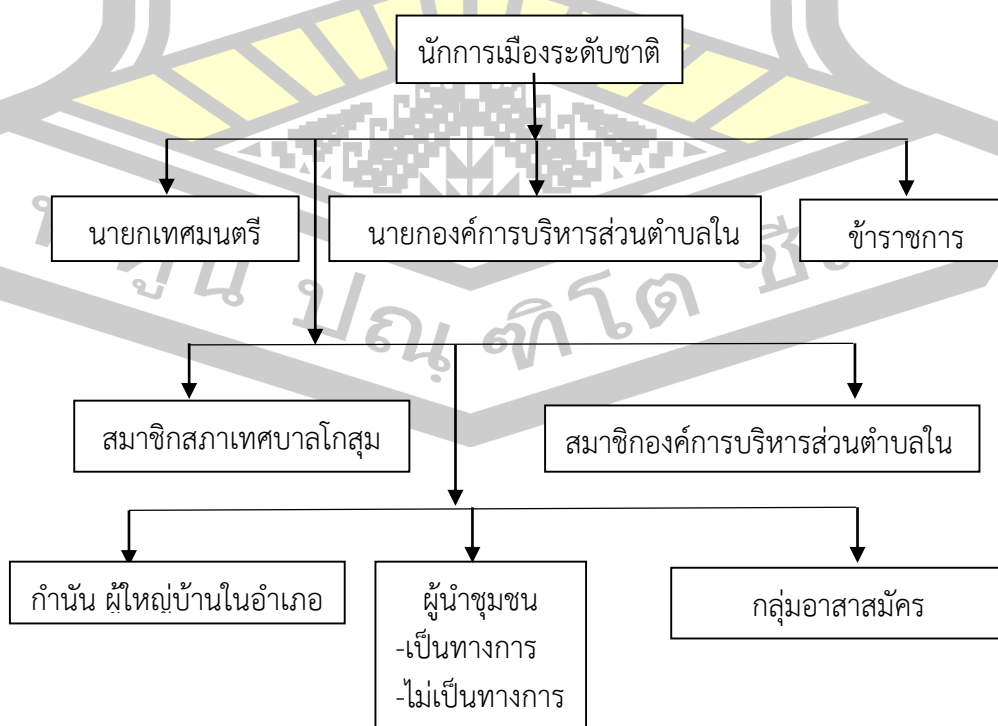 นักการเมืองระดับชาติ
นายกเทศมนตรี
นายกองค์การบริหารส่วนตำบลใน
ข้าราชการ
สมาชิกสภาเทศบาลโกสุม
สมาชิกองค์การบริหารส่วนตำบลใน
กำนัน ผู้ใหญ่บ้านในอำเภอ
ผู้นำชุมชน
-เป็นทางการ
-ไม่เป็นทางการ
กลุ่มอาสาสมัคร